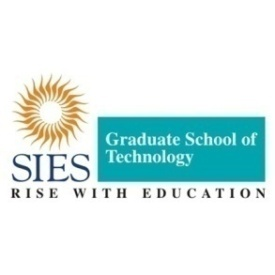 Graduate School of
Technology
SIES
RISE WITH EDUCATION